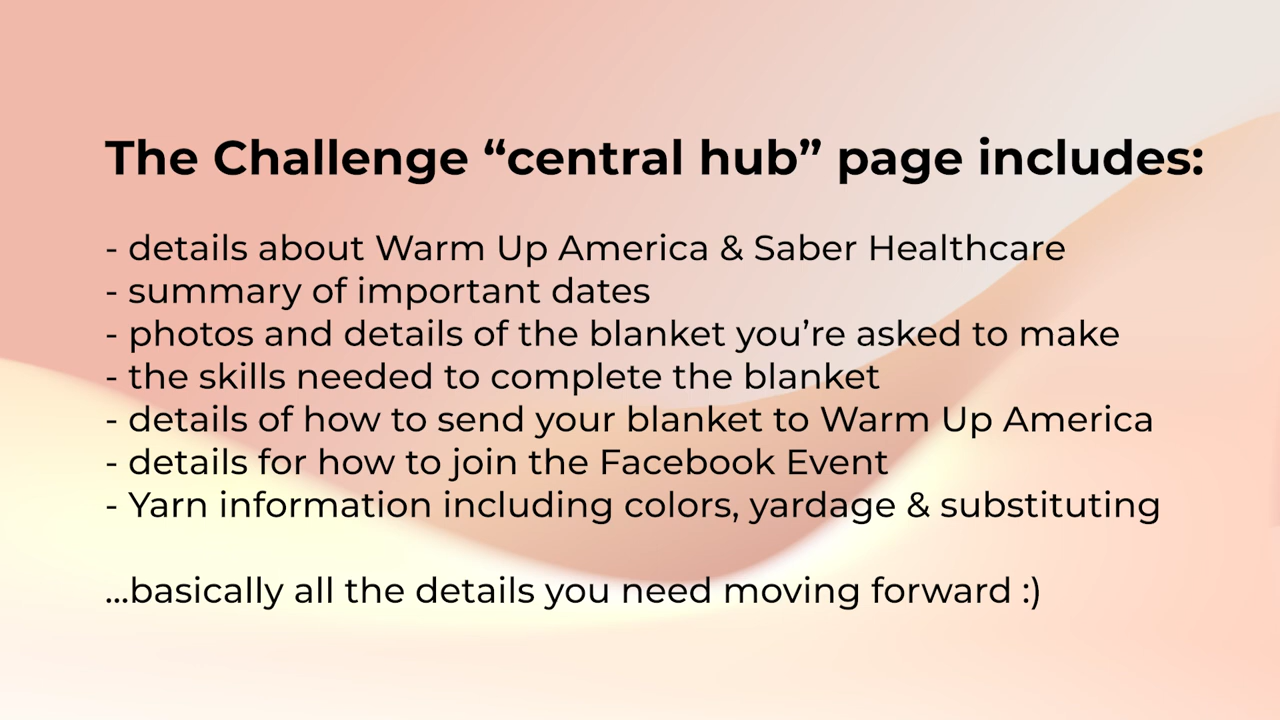 The Challenge “central hub” page includes:
- details about Warm Up America & Saber Healthcare
- summary of important dates
- photos and details of the blanket you’re asked to make
- the skills needed to complete the blanket
- details of how to send your blanket to Warm Up America
- details for how to join the Facebook Event
- Yarn information including colors, yardage & substituting
...basically all the details you need moving forward :)